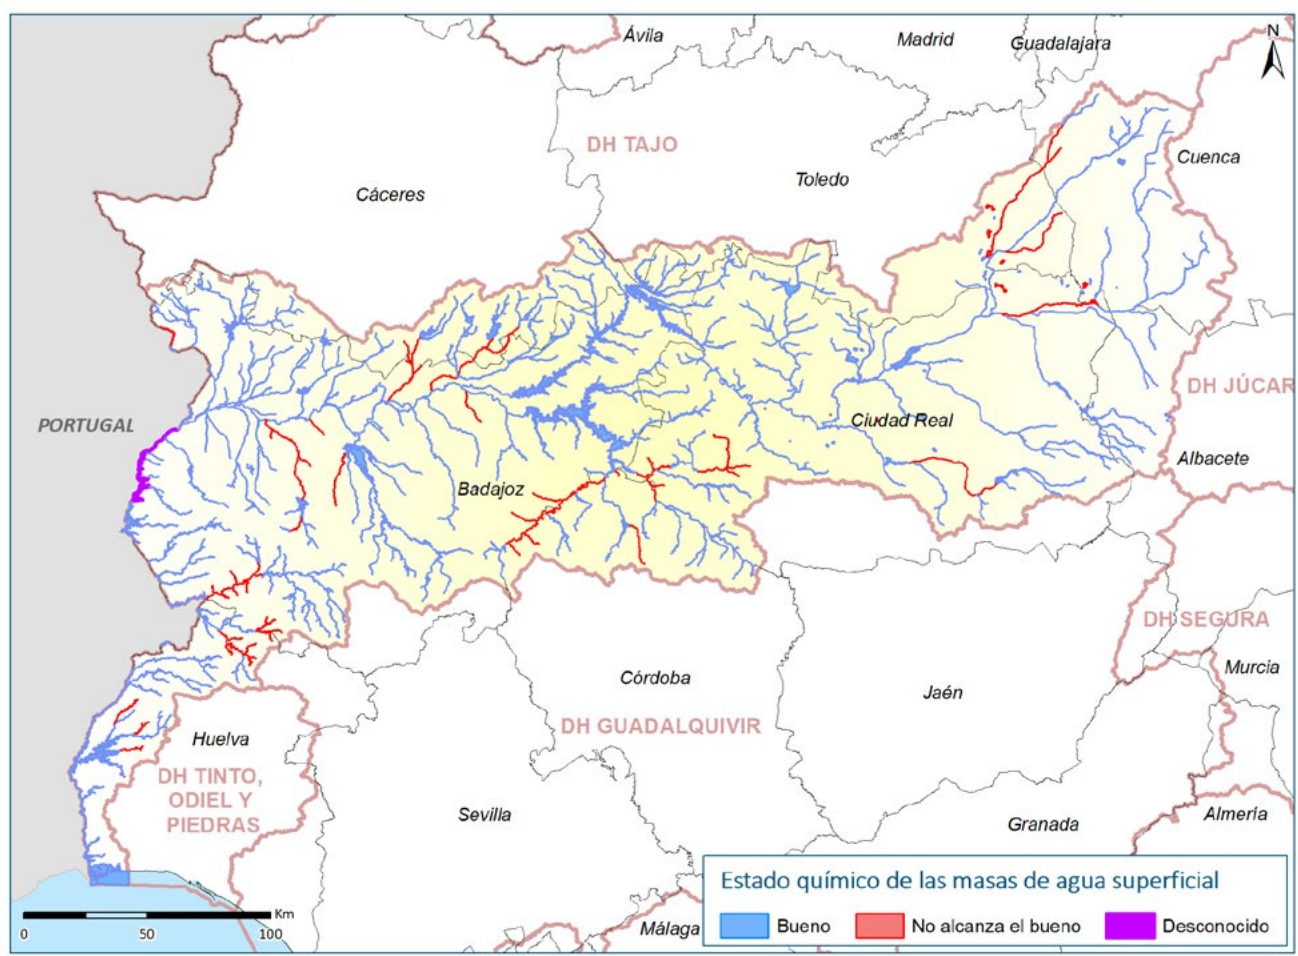 Ávila
Madrid
Guadalajara
N
DH TAJO
Cuenca
Toledo
Cáceres
DH JÚCAR
PORTUGAL
Ciudad Real
Albacete
Badajoz
DH SEGURA
Murcia
Córdoba
Jaén
DH GUADALQUIVIR
Huelva
DH TINTO,
ODIEL Y
PIEDRAS
Sevilla
Granada
Almería
Málaga
Km
0 50 100
Estado químico de las masas de agua superficial
Bueno No alcanza el bueno Desconocido